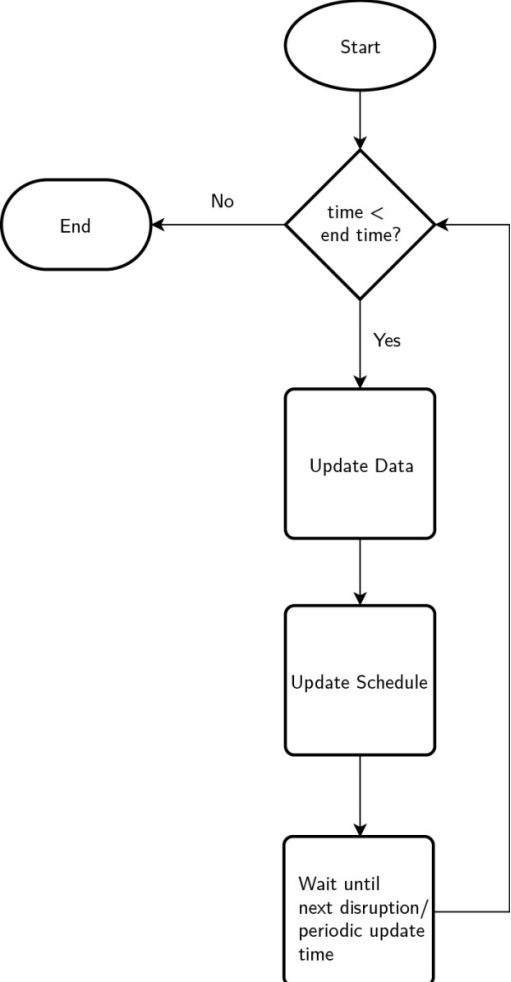 Start
time <
end time?
No
End
Yes
Update Data
Update Schedule
Wait until
next disruption/
periodic update
time